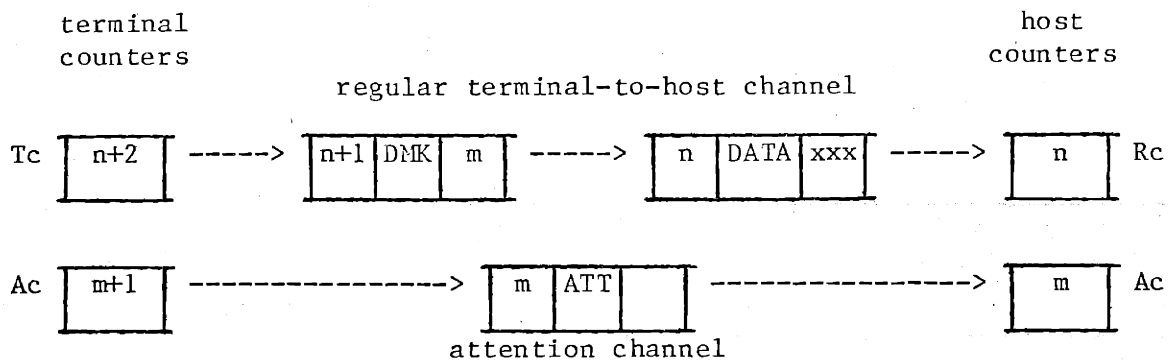 terminal host
counters counters
regular terminal-to-host channel
Tc n+2 -----> n+1 DMK m -----> n DATA xxx -----> n Rc
Ac m+1 ---------------> m ATT ---------------> m Ac
attention channel